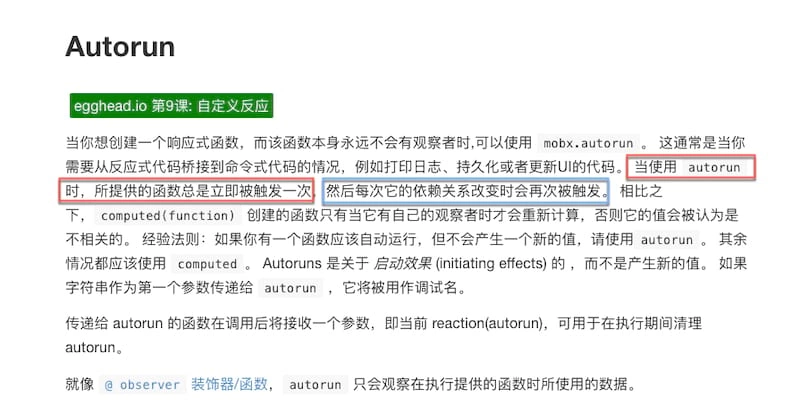 Autorun
egghead.io 第9课: 自定义反应
当你想创建一个响应式函数，而该函数本身永远不会有观察者时,可以使用 mobx.autorun 。 这通常是当你
需要从反应式代码桥接到命令式代码的情况，例如打印日志、持久化或者更新UI的代码。 当使用 autorun
时，所提供的函数总是立即被触发一次，然后每次它的依赖关系改变时会再次被触发。 相比之
下， computed(function) 创建的函数只有当它有自己的观察者时才会重新计算，否则它的值会被认为是
不相关的。 经验法则：如果你有一个函数应该自动运行，但不会产生一个新的值，请使用 autorun 。 其余
情况都应该使用 computed 。 Autoruns 是关于 启动效果 (initiating effects) 的 ，而不是产生新的值。 如果
字符串作为第一个参数传递给 autorun ，它将被用作调试名。
传递给 autorun 的函数在调用后将接收一个参数，即当前 reaction(autorun)，可用于在执行期间清理
autorun。
就像 @ observer 装饰器/函数， autorun 只会观察在执行提供的函数时所使用的数据。